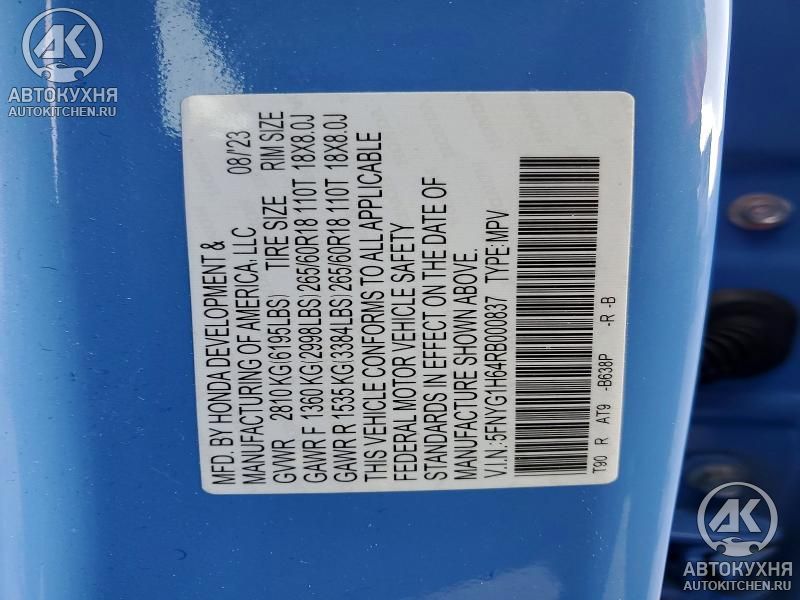 АК
АВТОКУХНЯ
AUTOKITCHEN.RU
MFD. BY HONDA DEVELOPMENT & 08/'23
MANUFACTURING OF AMERICA, LLC
GVWR 2810 KG(6195LBS) TIRE SIZE RIM SIZE
GAWR F 1360 KG(2998LBS) 265/60R18 110T 18X8.0J
GAWR R 1535 KG(3384LBS) 265/60R18 110T 18X8.0J
THIS VEHICLE CONFORMS TO ALL APPLICABLE
FEDERAL MOTOR VEHICLE SAFETY
STANDARDS IN EFFECT ON THE DATE OF
MANUFACTURE SHOWN ABOVE.
V.I.N.:5FNYG1H64RB000837 TYPE:MPV
T90 R AT9 -B638P -R -B
АК
АВТОКУХНЯ
AUTOKITCHEN.RU